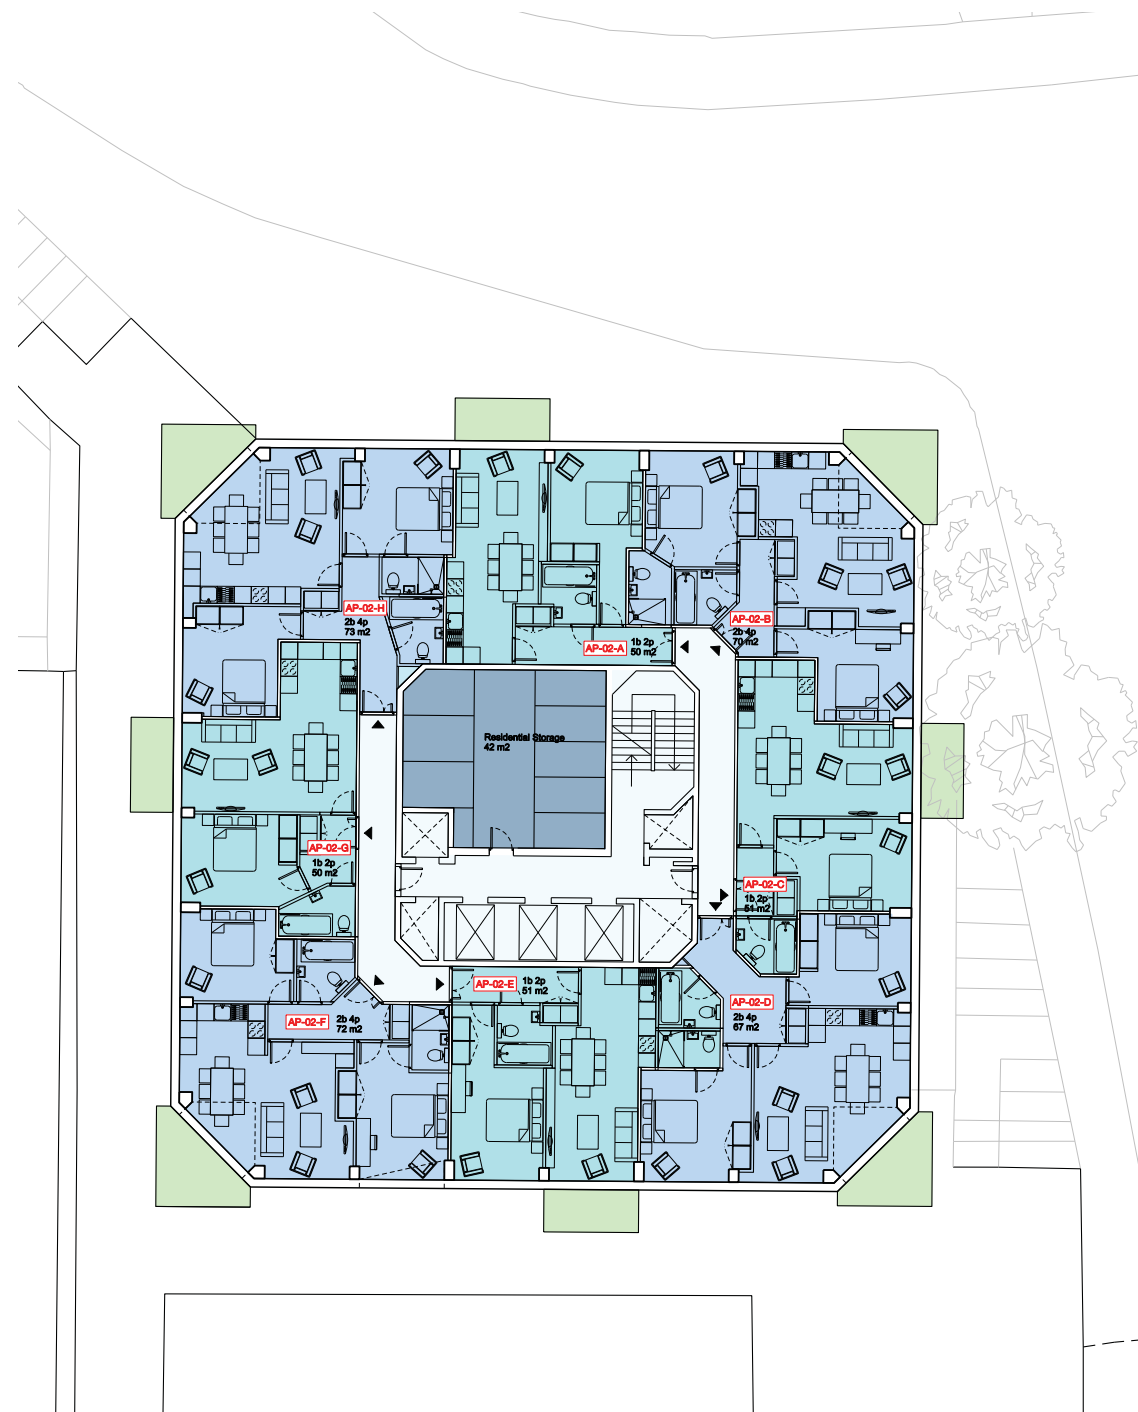 AP-02-H
2b 4p
73 m2
AP-02-A
1b 2p
50 m2
AP-02-B
2b 4p
70 m2
Residential Storage
42 m2
AP-02-G
1b 2p
50 m2
AP-02-C
1b 2p
51 m2
AP-02-E
1b 2p
51 m2
AP-02-F
2b 4p
72 m2
AP-02-D
2b 4p
67 m2